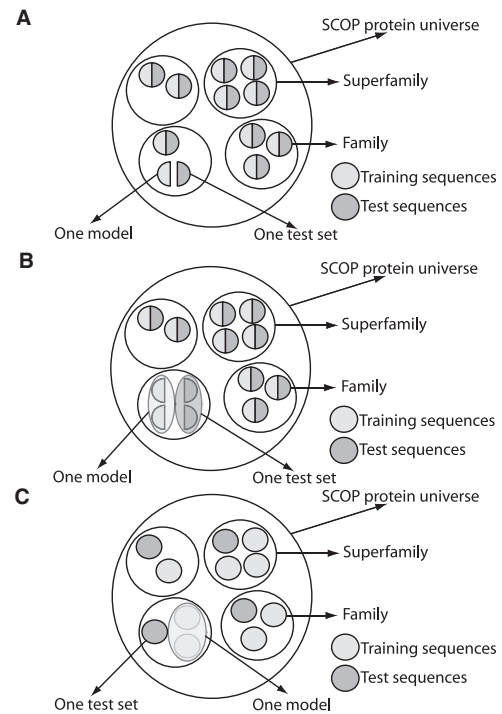 A
SCOP protein universe
Superfamily
Family
Training sequences
Test sequences
One model
One test set
B
SCOP protein universe
Superfamily
Family
Training sequences
Test sequences
One model
One test set
C
SCOP protein universe
Superfamily
Family
Training sequences
Test sequences
One test set
One model